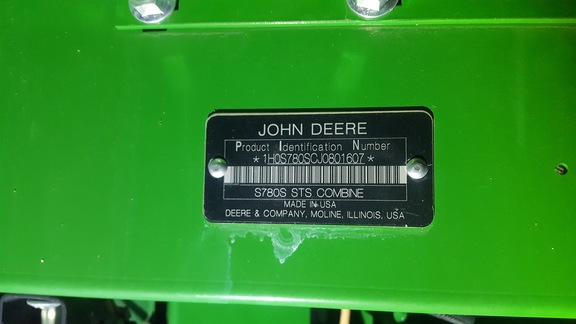 JOHN DEERE
Product Identification Number
*1H0S780SCJ0801607*
S780S STS COMBINE
MADE IN USA
DEERE & COMPANY, MOLINE, ILLINOIS, USA